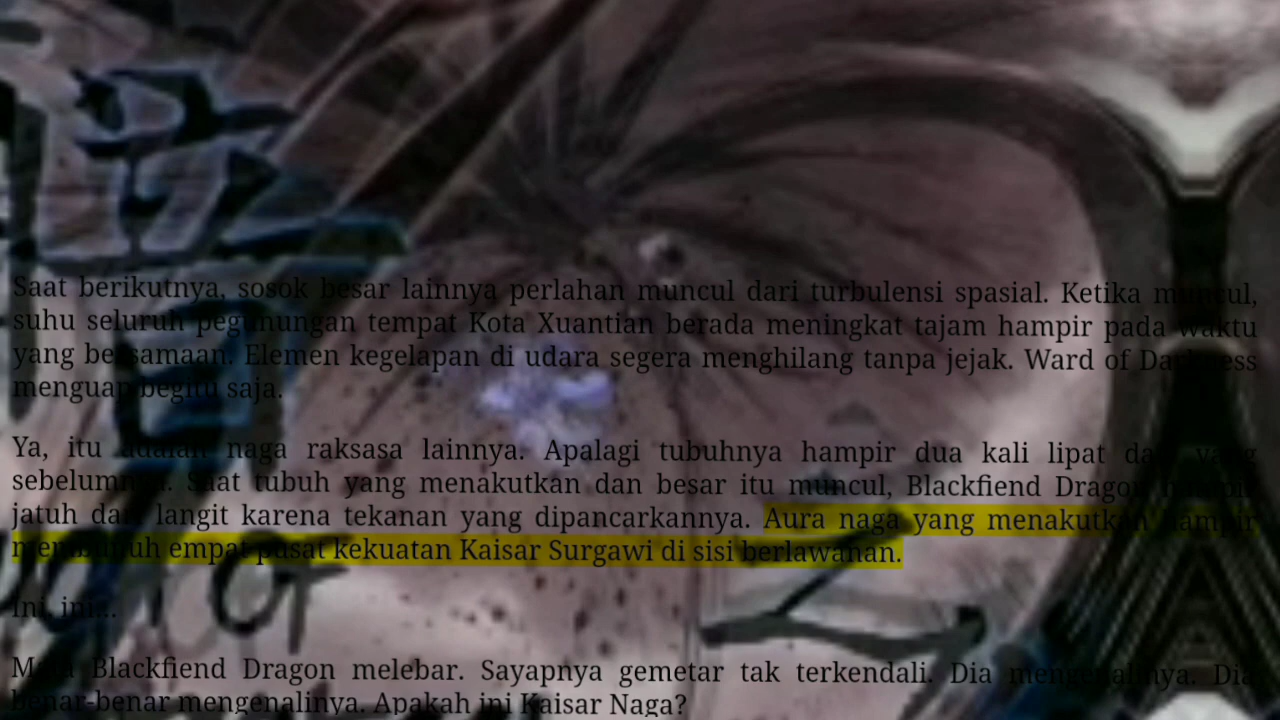 Saat berikutnya, sosok besar lainnya perlahan muncul dari turbulensi spasial. Ketika muncul,
suhu seluruh pegunungan tempat Kota Xuantian berada meningkat tajam hampir pada waktu
yang bersamaan. Elemen kegelapan di udara segera menghilang tanpa jejak. Ward of Darkness
menguap begitu saja.
Ya, itu adalah naga raksasa lainnya. Apalagi tubuhnya hampir dua kali lipat dari yang
sebelumnya. Saat tubuh yang menakutkan dan besar itu muncul, Blackfiend Dragon hampir
jatuh dari langit karena tekanan yang dipancarkannya. Aura naga yang menakutkan hampir
membunuh empat pusat kekuatan Kaisar Surgawi di sisi berlawanan.
Ini, ini...
Mata Blackfiend Dragon melebar. Sayapnya gemetar tak terkendali. Dia mengenalinya. Dia
benar-benar mengenalinya. Apakah ini Kaisar Naga?